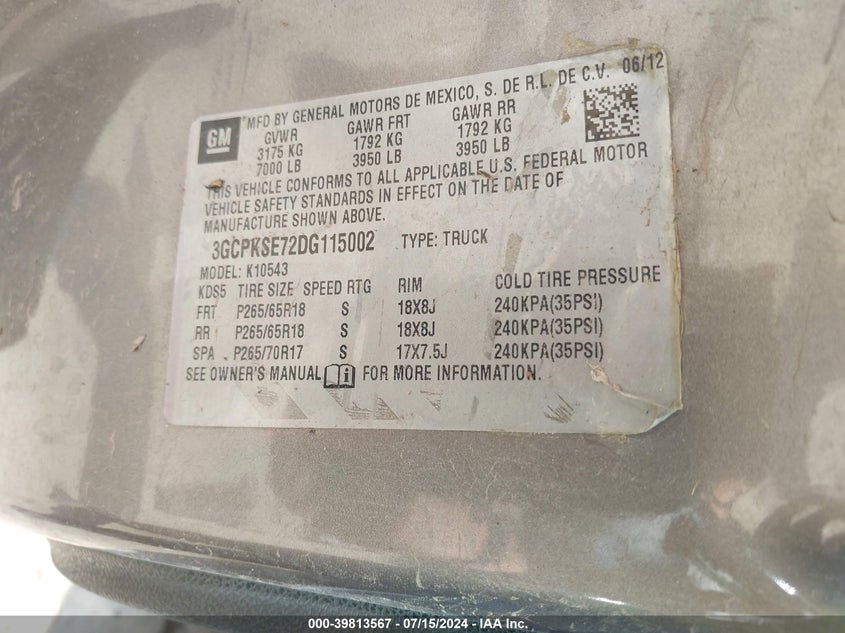 GM
*MFD BY GENERAL MOTORS DE MEXICO, S. DE R.L. DE C.V. 06/12
GVWR GAWR FRT GAWR RR
3175 KG 1792 KG 1792 KG
7000 LB 3950 LB 3950 LB
THIS VEHICLE CONFORMS TO ALL APPLICABLE U.S. FEDERAL MOTOR
VEHICLE SAFETY STANDARDS IN EFFECT ON THE DATE OF
MANUFACTURE SHOWN ABOVE.
3GCPKSE72DG115002 TYPE: TRUCK
MODEL: K10543
KDS5 TIRE SIZE SPEED RTG RIM COLD TIRE PRESSURE
FRT P265/65R18 S 18X8J 240KPA(35PSI)
RR P265/65R18 S 18X8J 240KPA(35PSI)
SPA P265/70R17 S 17X7.5J 240KPA(35PSI)
SEE OWNER'S MANUAL FOR MORE INFORMATION.
000-39813567 / 07/15/2024 - IAA Inc.